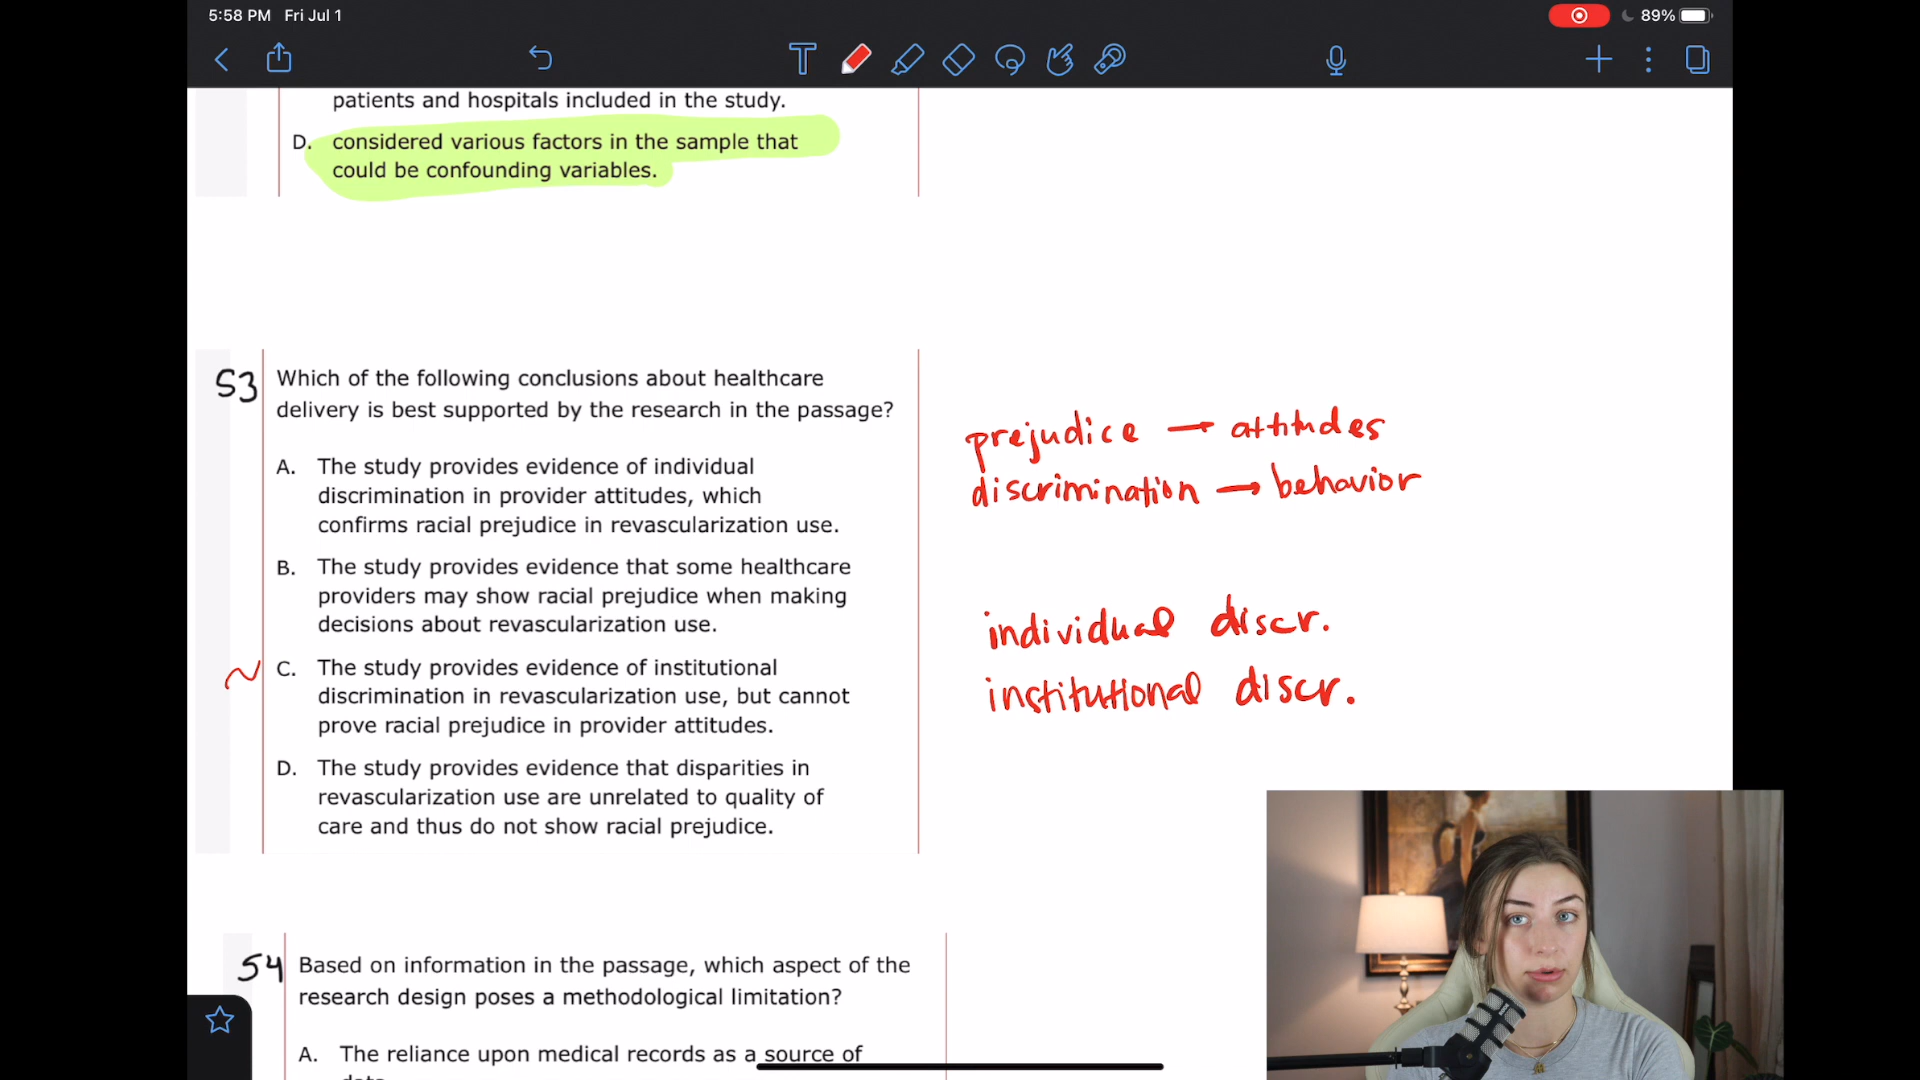 5:58 PM Fri Jul 1
89%
patients and hospitals included in the study.
D. considered various factors in the sample that
could be confounding variables.
53
Which of the following conclusions about healthcare
delivery is best supported by the research in the passage?
A. The study provides evidence of individual
discrimination in provider attitudes, which
confirms racial prejudice in revascularization use.
B. The study provides evidence that some healthcare
providers may show racial prejudice when making
decisions about revascularization use.
C. The study provides evidence of institutional
discrimination in revascularization use, but cannot
prove racial prejudice in provider attitudes.
D. The study provides evidence that disparities in
revascularization use are unrelated to quality of
care and thus do not show racial prejudice.
prejudice → attitudes
discrimination → behavior
individual discr.
institutional discr.
54
Based on information in the passage, which aspect of the
research design poses a methodological limitation?
A. The reliance upon medical records as a source of